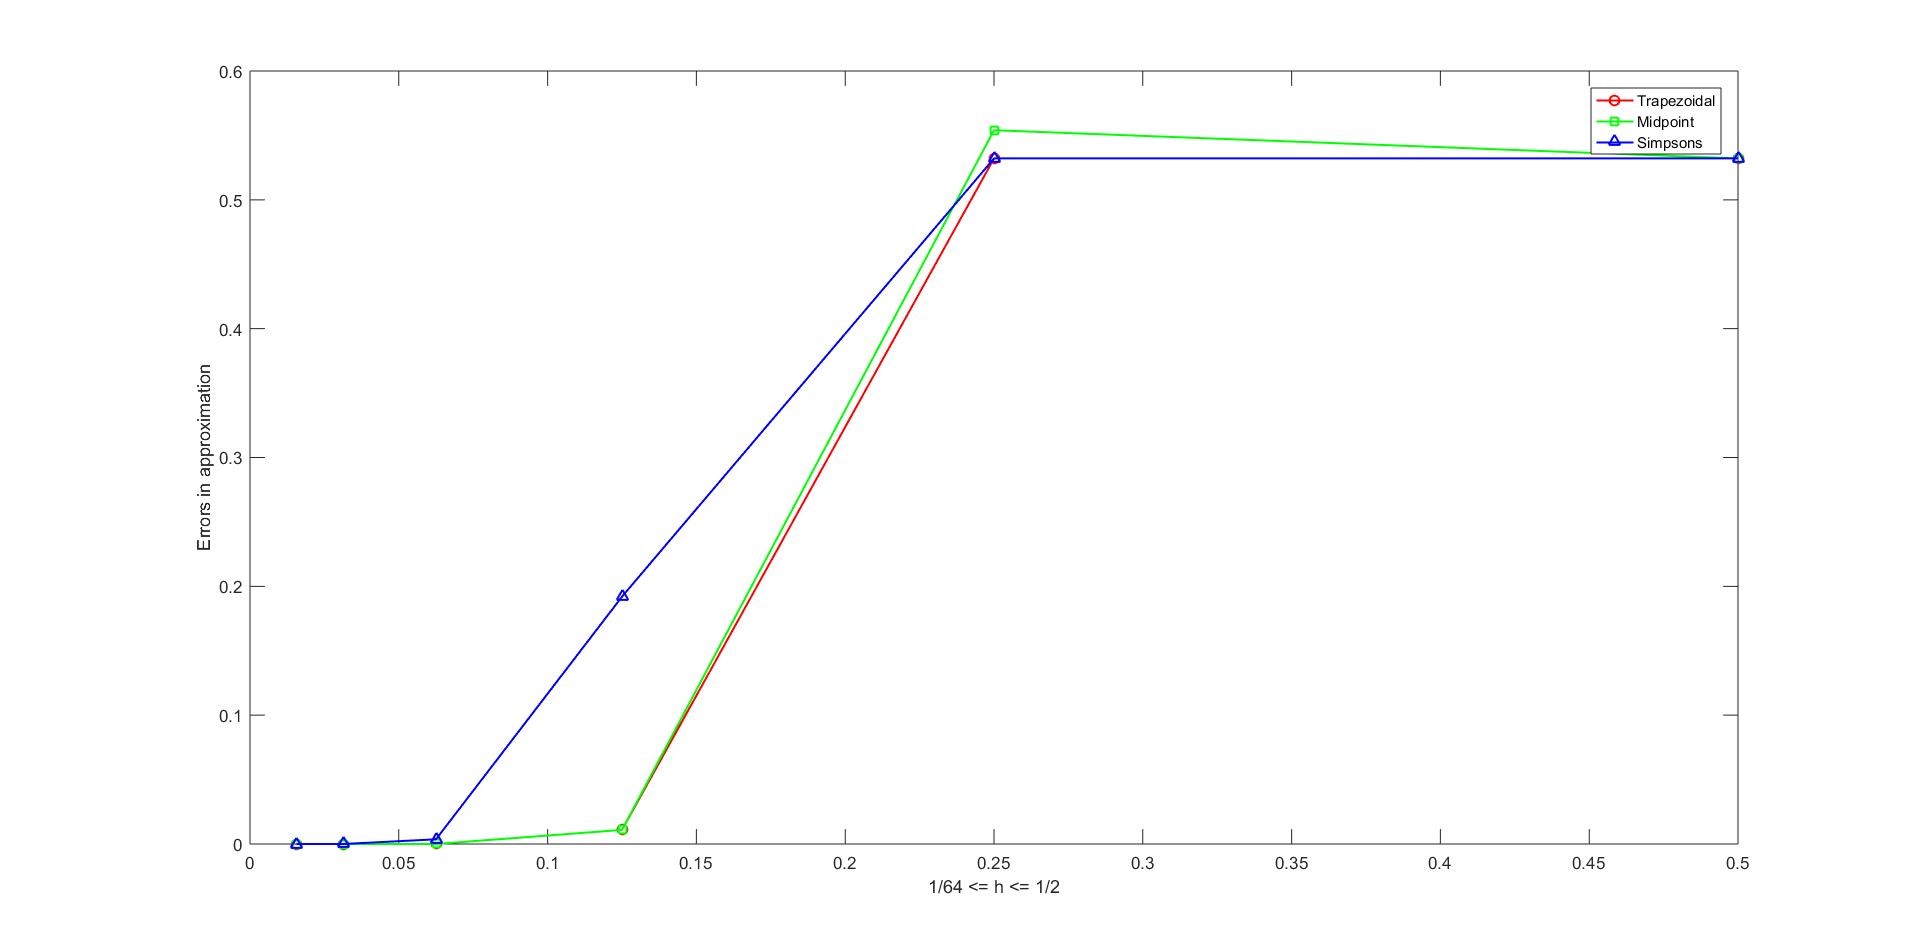 0.6
0.5
0.4
0.3
0.2
0.1
0
Errors in approximation
Trapezoidal
Midpoint
Simpsons
0 0.05 0.1 0.15 0.2 0.25 0.3 0.35 0.4 0.45 0.5
1/64 <= h <= 1/2